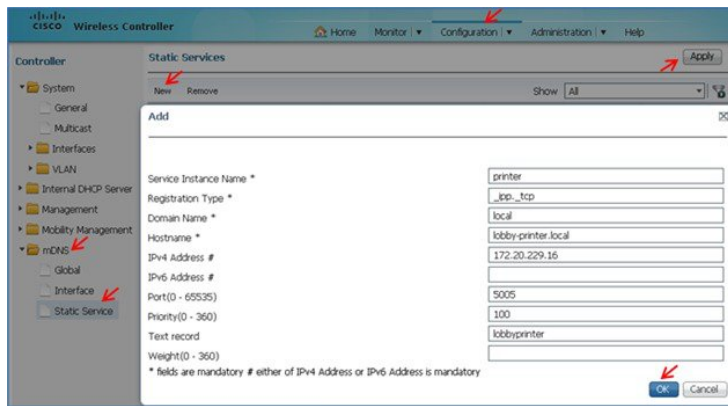 cisco Wireless Controller
Home Monitor Configuration Administration Help
Controller
Static Services
Apply
System
New Remove
Show All
General
Add
Multicast
Interfaces
VLAN
Internal DHCP Server
Management
Mobility Management
mDNS
Global
Interface
Static Service
Service Instance Name * printer
Registration Type * _ipp._tcp
Domain Name * local
Hostname * lobby-printer.local
IPv4 Address # 172.20.229.16
IPv6 Address #
Port(0 - 65535) 5005
Priority(0 - 360) 100
Text record lobbyprinter
Weight(0 - 360)
* fields are mandatory # either of IPv4 Address or IPv6 Address is mandatory
OK Cancel